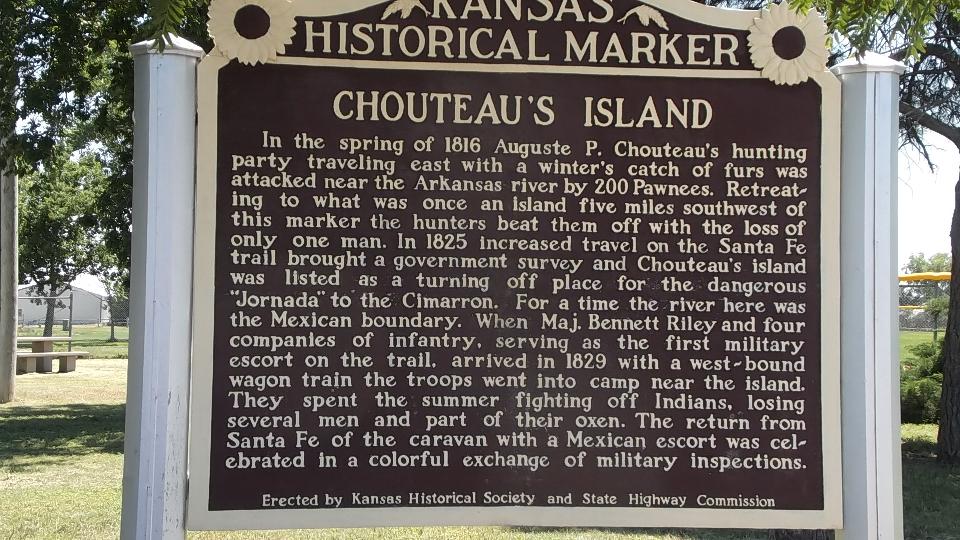 KANSAS
HISTORICAL MARKER
CHOUTEAU'S ISLAND
In the spring of 1816 Auguste P. Chouteau's hunting
party traveling east with a winter's catch of furs was
attacked near the Arkansas river by 200 Pawnees. Retreat-
ing to what was once an island five miles southwest of
this marker the hunters beat them off with the loss of
only one man. In 1825 increased travel on the Santa Fe
trail brought a government survey and Chouteau's island
was listed as a turning off place for the dangerous
"Jornada" to the Cimarron. For a time the river here was
the Mexican boundary. When Maj. Bennett Riley and four
companies of infantry, serving as the first military
escort on the trail, arrived in 1829 with a west-bound
wagon train the troops went into camp near the island.
They spent the summer fighting off Indians, losing
several men and part of their oxen. The return from
Santa Fe of the caravan with a Mexican escort was cel-
ebrated in a colorful exchange of military inspections.
Erected by Kansas Historical Society and State Highway Commission